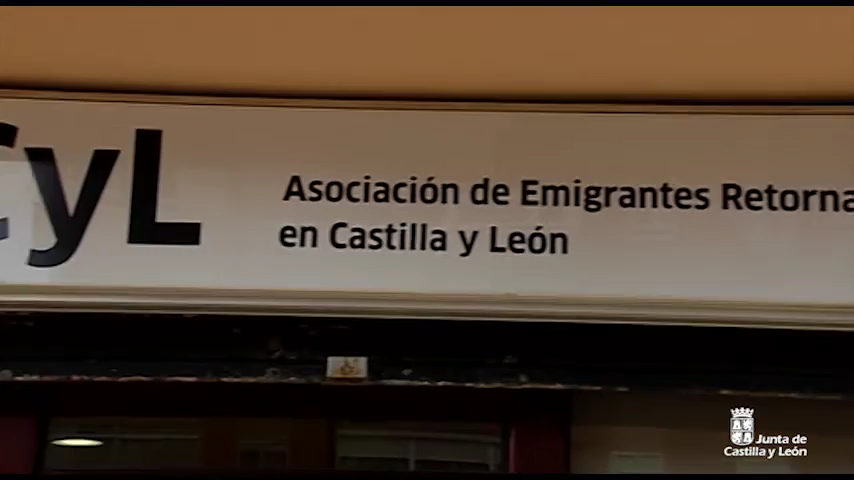 CyL
Asociación de Emigrantes Retorna
en Castilla y León
Junta de
Castilla y León